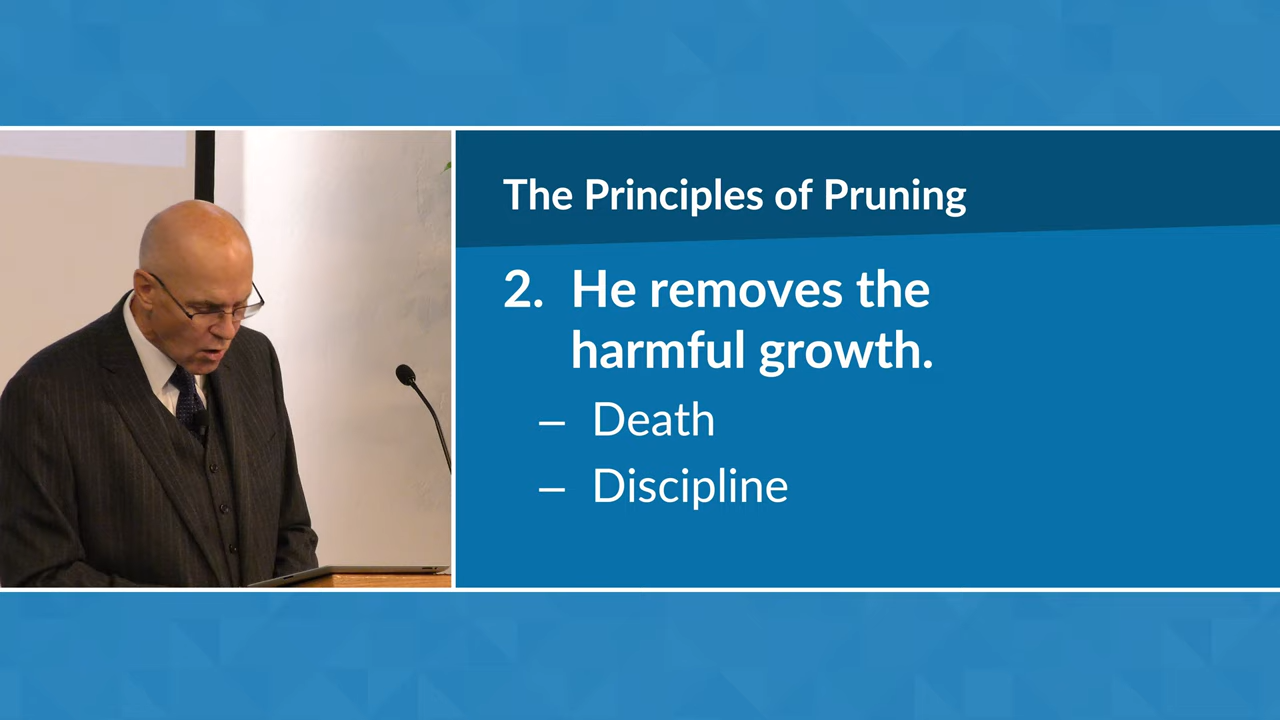 The Principles of Pruning
2. He removes the
harmful growth.
– Death
– Discipline